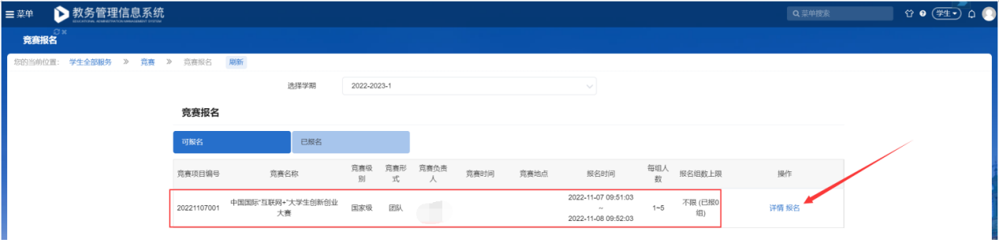 菜单
教务管理信息系统
菜单搜索
学生
竞赛报名
您的当前位置: 学生全部服务 » 竞赛 » 竞赛报名 刷新
选择学期 2022-2023-1
竞赛报名
可报名 已报名
竞赛项目编号 竞赛名称 竞赛级别 竞赛形式 竞赛负责人 竞赛时间 竞赛地点 报名时间 每组人数 报名组数上限 操作
20221107001 中国国际"互联网+"大学生创新创业大赛 国家级 团队 2022-11-07 09:51:03 ~ 2022-11-08 09:52:03 1~5 不限 (已报0组) 详情 报名